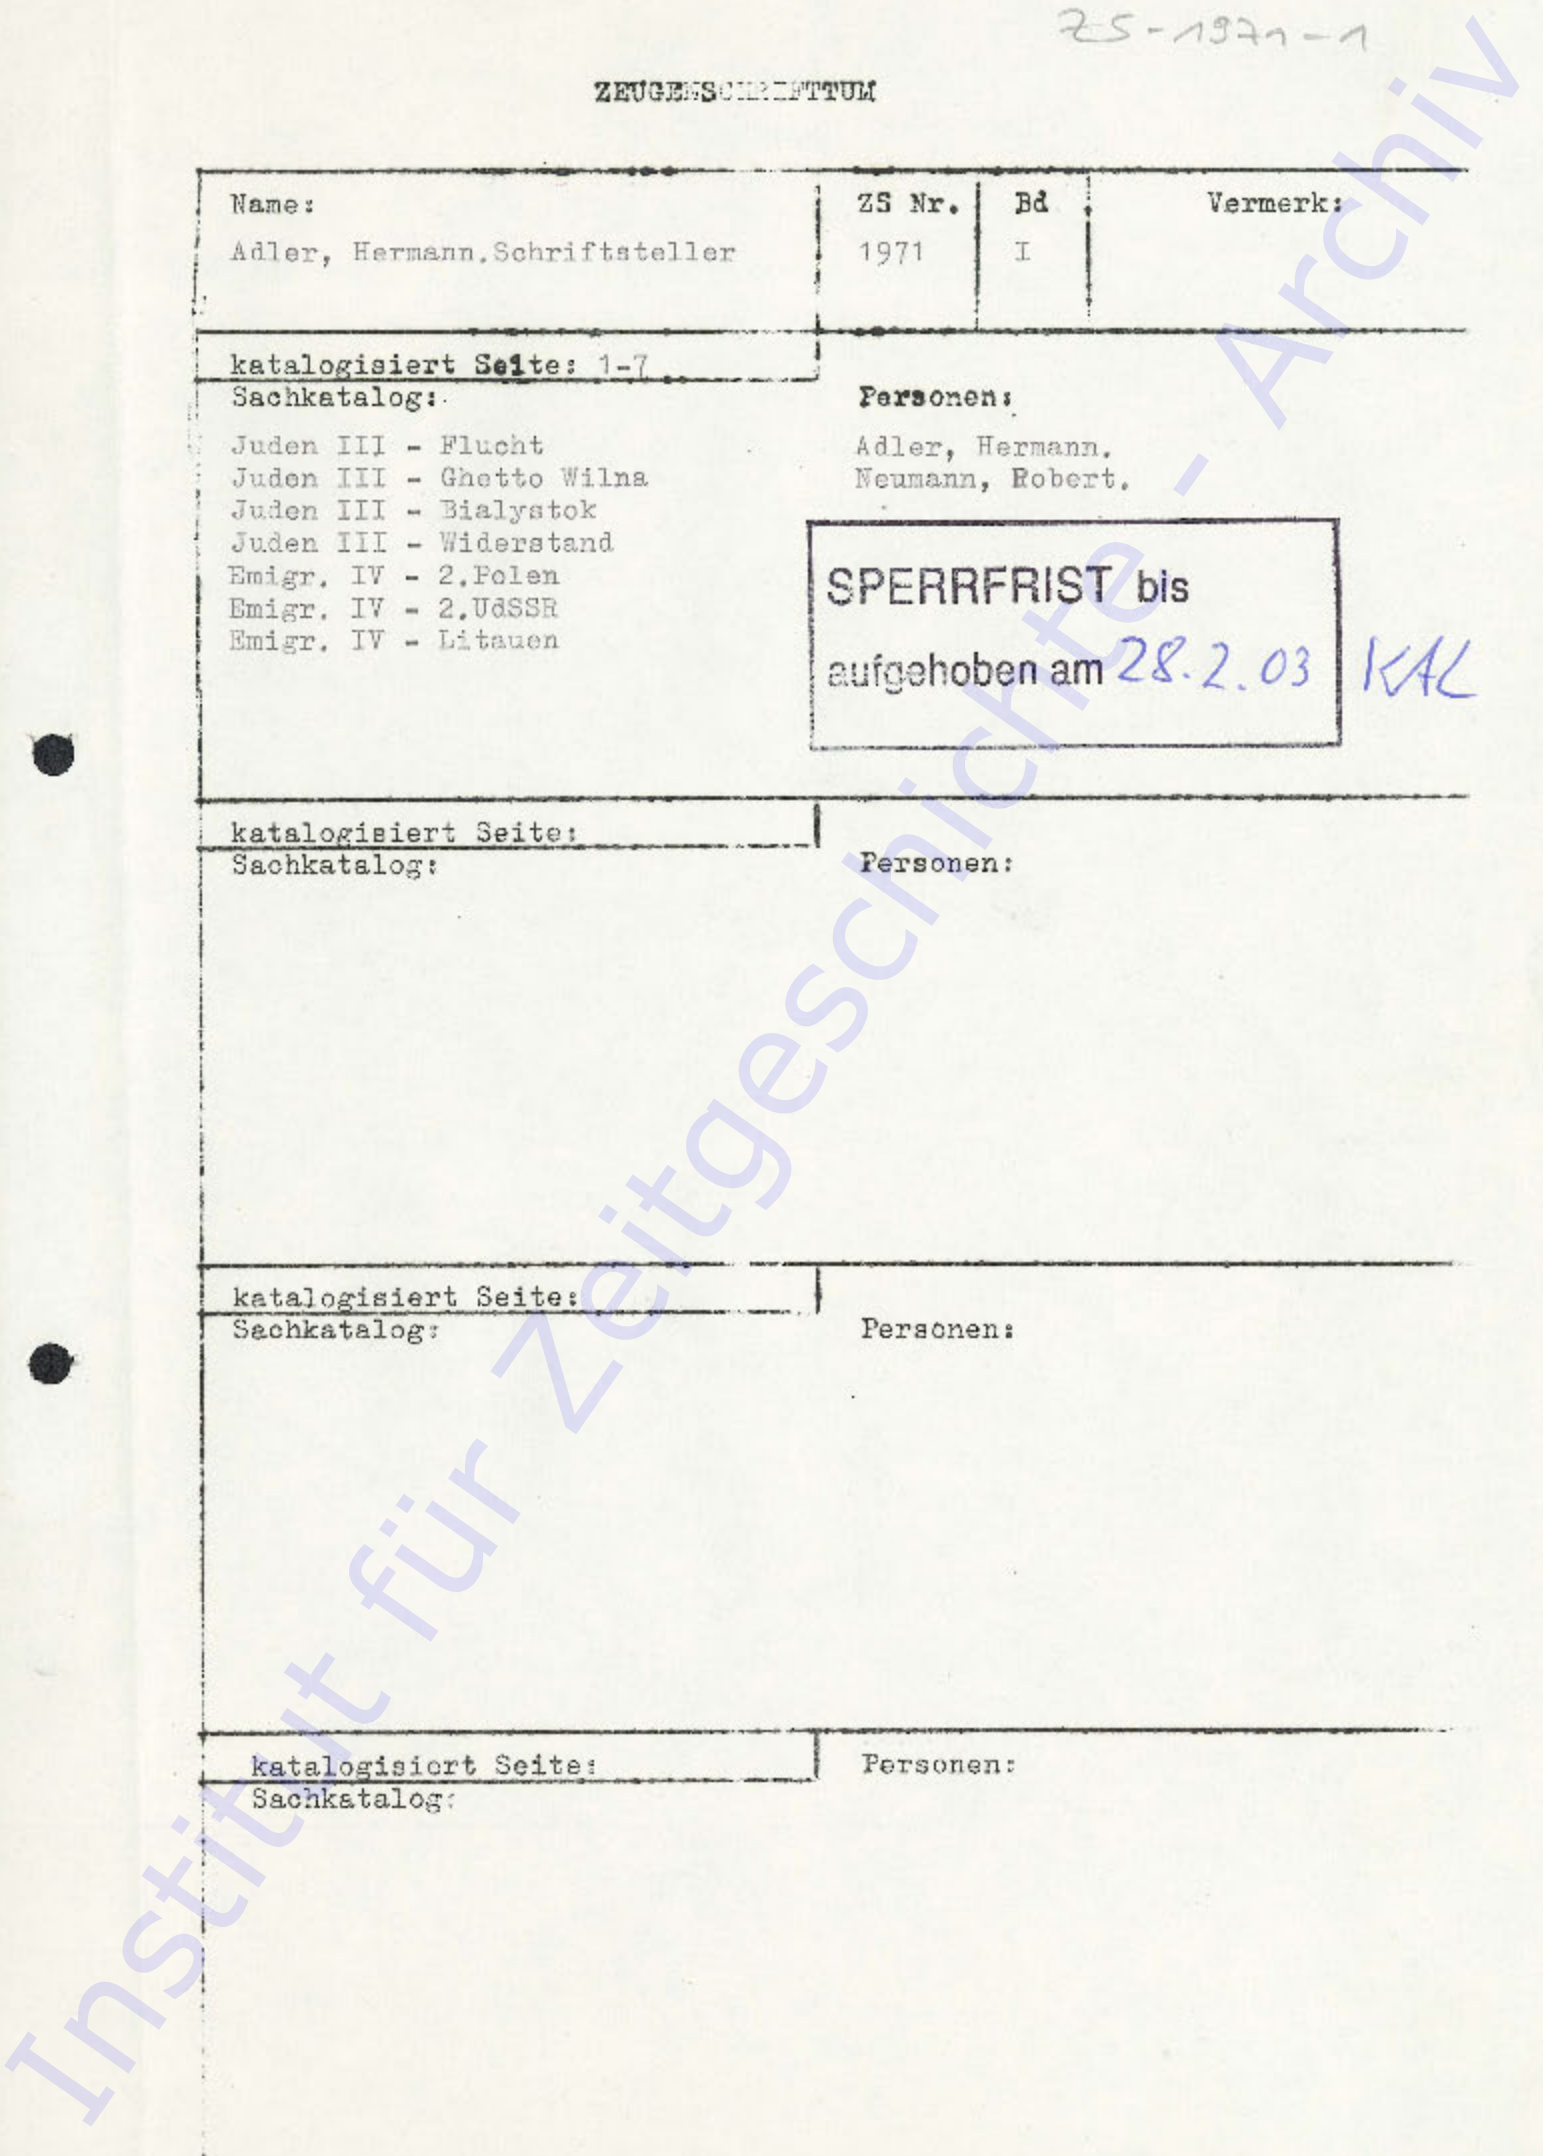 ZS-1971-1
ZEUGENSCHRIFTTUM
Name: ZS Nr. Bd Vermerk:
Adler, Hermann.Schriftsteller 1971 I
katalogisiert Seite: 1-7
Sachkatalog: Personen:
Juden III - Flucht Adler, Hermann.
Juden III - Ghetto Wilna Neumann, Robert.
Juden III - Bialystok
Juden III - Widerstand
Emigr. IV - 2.Polen
Emigr. IV - 2.UdSSR
Emigr. IV - Litauen
SPERRFRIST bis
aufgehoben am 28.2.03 KAL
katalogisiert Seite:
Sachkatalog: Personen:
katalogisiert Seite:
Sachkatalog: Personen:
katalogisiert Seite: Personen:
Sachkatalog:
Institut für Zeitgeschichte - Archiv